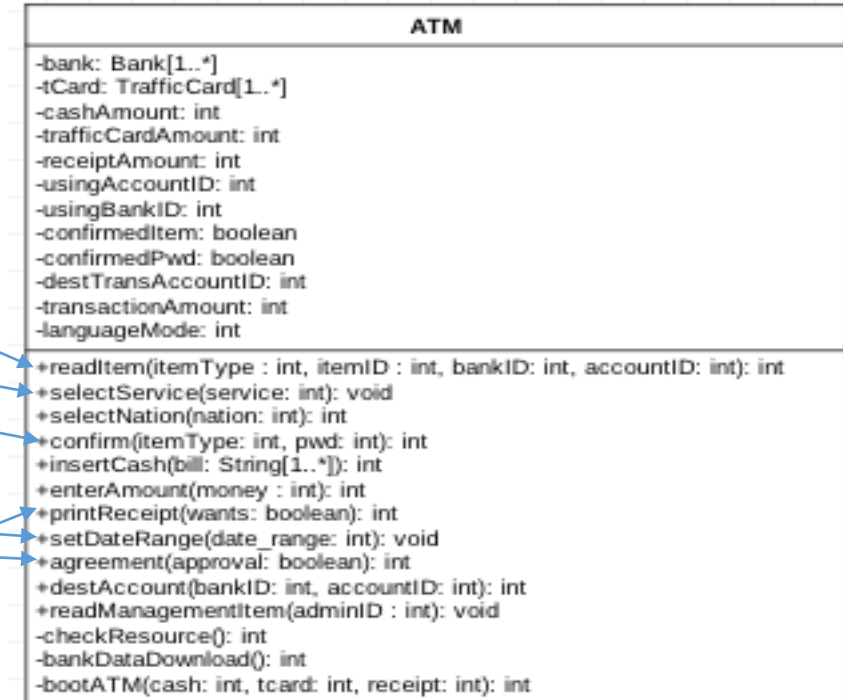 ATM
-bank: Bank[1..*]
-tCard: TrafficCard[1..*]
-cashAmount: int
-trafficCardAmount: int
-receiptAmount: int
-usingAccountID: int
-usingBankID: int
-confirmedItem: boolean
-confirmedPwd: boolean
-destTransAccountID: int
-transactionAmount: int
-languageMode: int
+readItem(itemType : int, itemID : int, bankID: int, accountID: int): int
+selectService(service: int): void
+selectNation(nation: int): int
+confirm(itemType: int, pwd: int): int
+insertCash(bill: String[1..*]): int
+enterAmount(money : int): int
+printReceipt(wants: boolean): int
+setDateRange(date_range: int): void
+agreement(approval: boolean): int
+destAccount(bankID: int, accountID: int): int
+readManagementItem(adminID : int): void
-checkResource(): int
-bankDataDownload(): int
-bootATM(cash: int, tcard: int, receipt: int): int